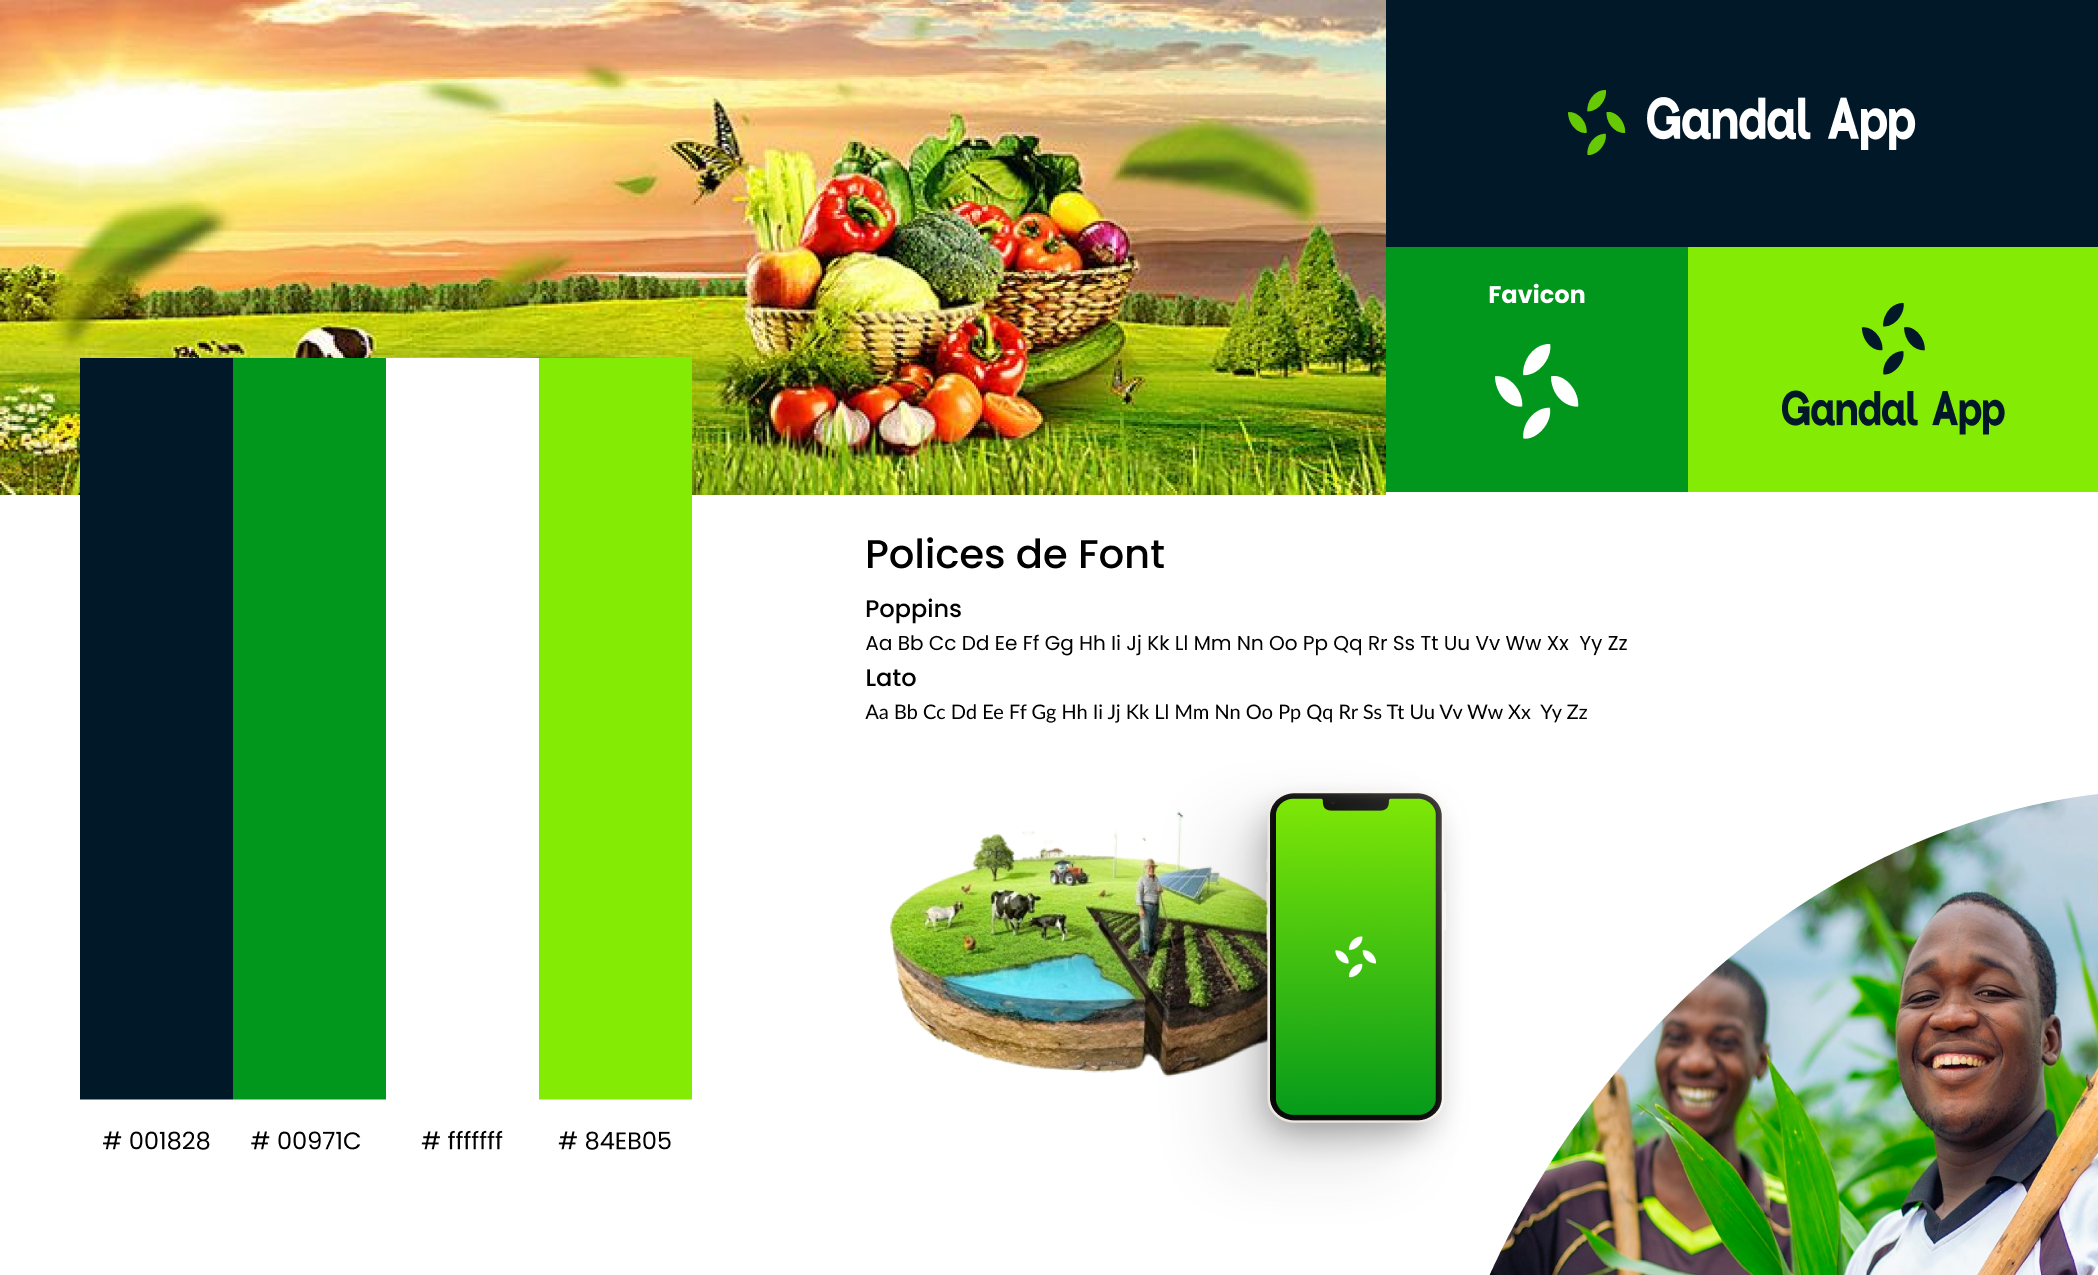 Gandal App
Favicon
Gandal App
Polices de Font
Poppins
Aa Bb Cc Dd Ee Ff Gg Hh Ii Jj Kk Ll Mm Nn Oo Pp Qq Rr Ss Tt Uu Vv Ww Xx Yy Zz
Lato
Aa Bb Cc Dd Ee Ff Gg Hh Ii Jj Kk Ll Mm Nn Oo Pp Qq Rr Ss Tt Uu Vv Ww Xx Yy Zz
# 001828 # 00971C # fffffff # 84EB05